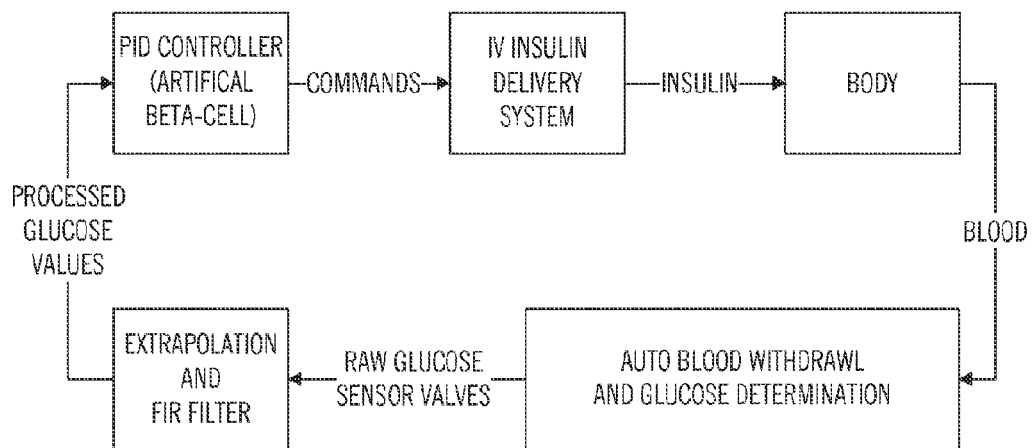 PID CONTROLLER
(ARTIFICAL
BETA-CELL)
COMMANDS
IV INSULIN
DELIVERY
SYSTEM
INSULIN
BODY
BLOOD
AUTO BLOOD WITHDRAWL
AND GLUCOSE DETERMINATION
RAW GLUCOSE
SENSOR VALVES
EXTRAPOLATION
AND
FIR FILTER
PROCESSED
GLUCOSE
VALUES